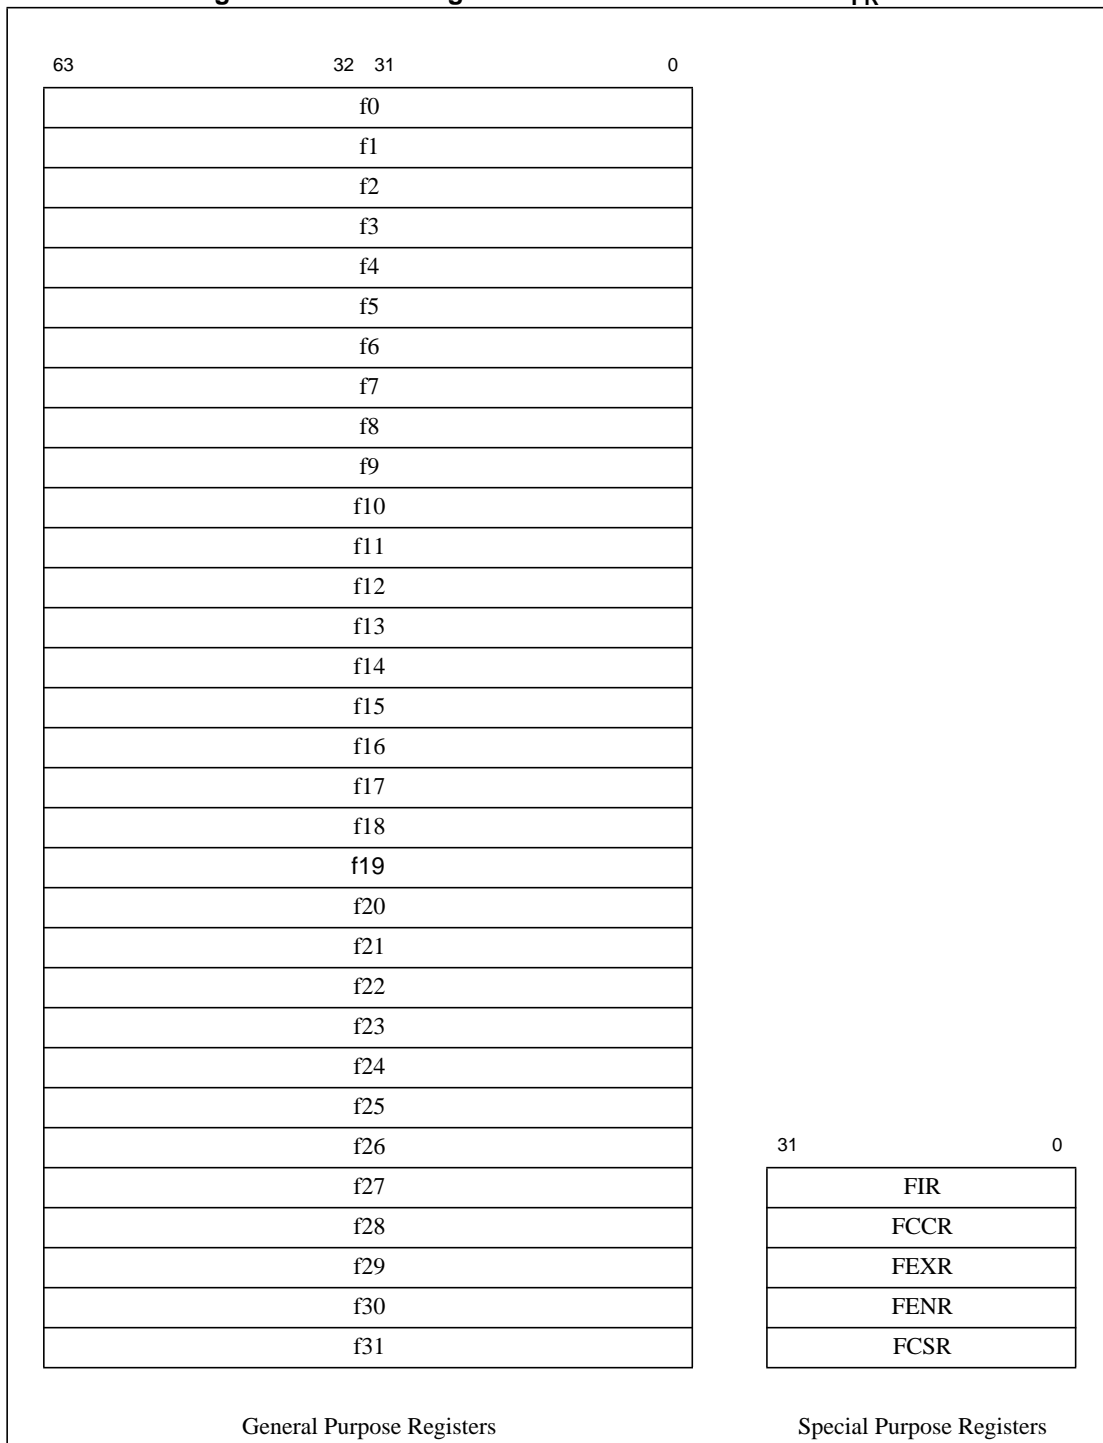 63 32 31 0
f0
f1
f2
f3
f4
f5
f6
f7
f8
f9
f10
f11
f12
f13
f14
f15
f16
f17
f18
f19
f20
f21
f22
f23
f24
f25
f26 31 0
f27 FIR
f28 FCCR
f29 FEXR
f30 FENR
f31 FCSR
General Purpose Registers Special Purpose Registers